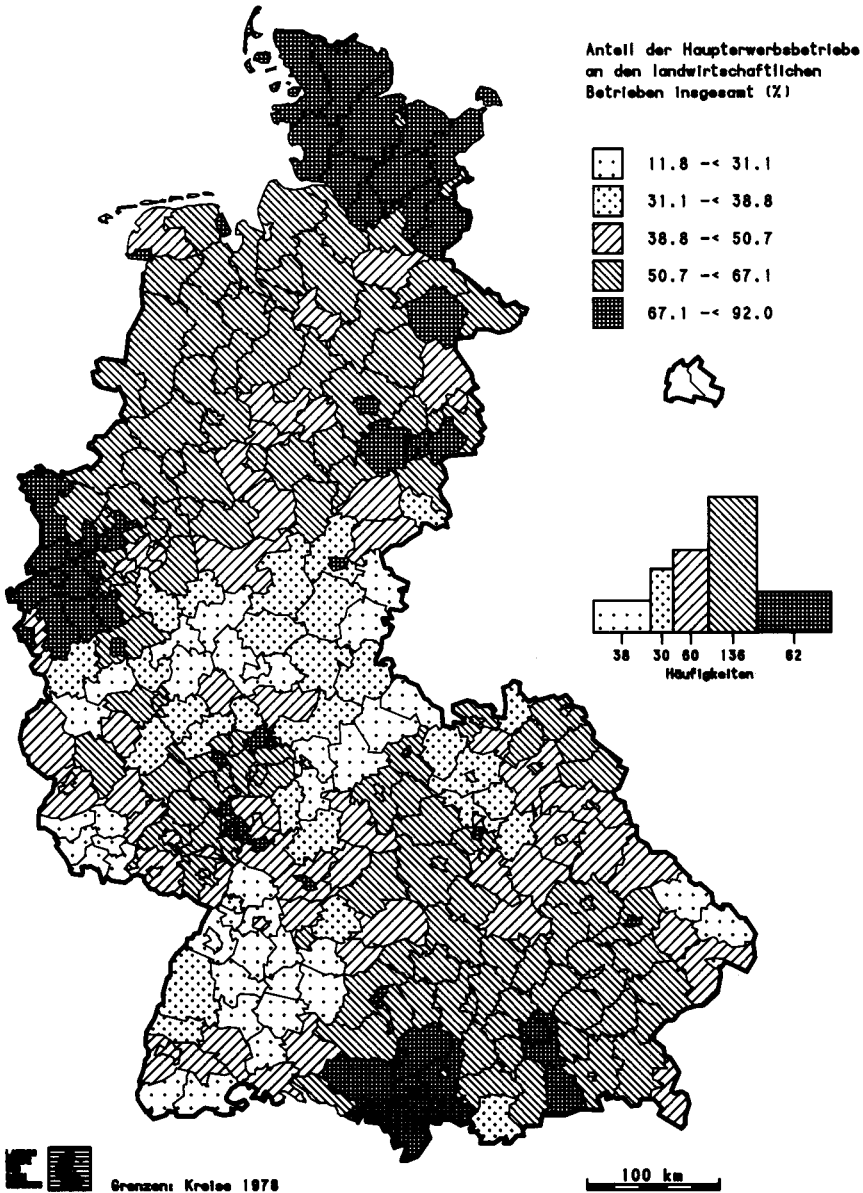 Anteil der Haupterwerbsbetriebe
an den landwirtschaftlichen
Betrieben insgesamt (%)
11.8 -< 31.1
31.1 -< 38.8
38.8 -< 50.7
50.7 -< 67.1
67.1 -< 92.0
38 30 60 136 62
Häufigkeiten
Grenzen: Kreise 1978
100 km